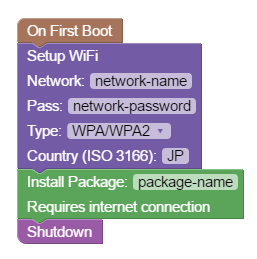 On First Boot
Setup WiFi
Network: network-name
Pass: network-password
Type: WPA/WPA2
Country (ISO 3166): JP
Install Package: package-name
Requires internet connection
Shutdown